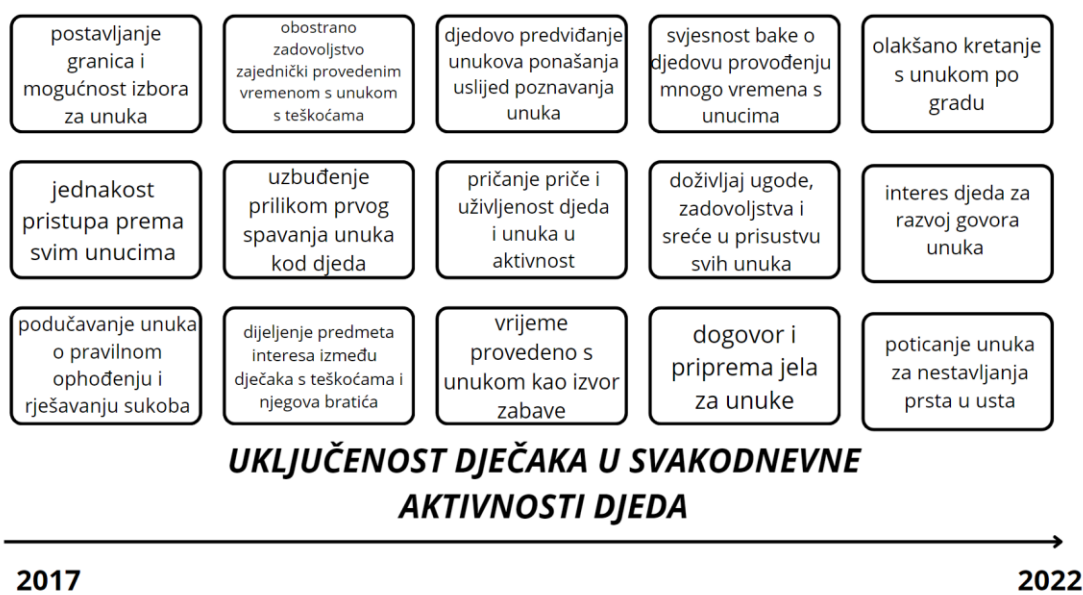 postavljanje
granica i
mogućnost izbora
za unuka
obostrano
zadovoljstvo
zajednički provedenim
vremenom s unukom
s teškoćama
djedovo predviđanje
unukova ponašanja
uslijed poznavanja
unuka
svjesnost bake o
djedovu provođenju
mnogo vremena s
unucima
olakšano kretanje
s unukom po
gradu
jednakost
pristupa prema
svim unucima
uzbuđenje
prilikom prvog
spavanja unuka
kod djeda
pričanje priče i
uživljenost djeda
i unuka u
aktivnost
doživljaj ugode,
zadovoljstva i
sreće u prisustvu
svih unuka
interes djeda za
razvoj govora
unuka
podučavanje unuka
o pravilnom
ophođenju i
rješavanju sukoba
dijeljenje predmeta
interesa između
dječaka s teškoćama i
njegova bratića
vrijeme
provedeno s
unukom kao izvor
zabave
dogovor i
priprema jela
za unuke
poticanje unuka
za nestavljanja
prsta u usta
UKLJUČENOST DJEČAKA U SVAKODNEVNE
AKTIVNOSTI DJEDA
2017
2022